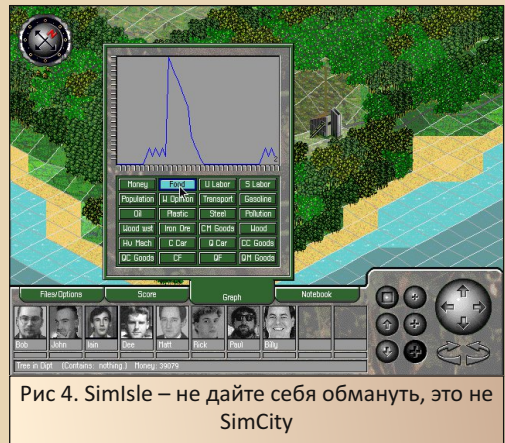 Money Food U Labor S Labor
Population W Opinion Transport Gasoline
Oil Plastic Steel Pollution
Wood wst Iron Ore CM Goods Wood
Hv Mach C Car Q Car CC Goods
QC Goods CF QF QM Goods
Files/Options Score Graph Notebook
Bob John Iain Dee Matt Rick Paul Billy
Tree in Dipt (Contains: nothing.) Money: 39079
Рис 4. SimIsle – не дайте себя обмануть, это не
SimCity